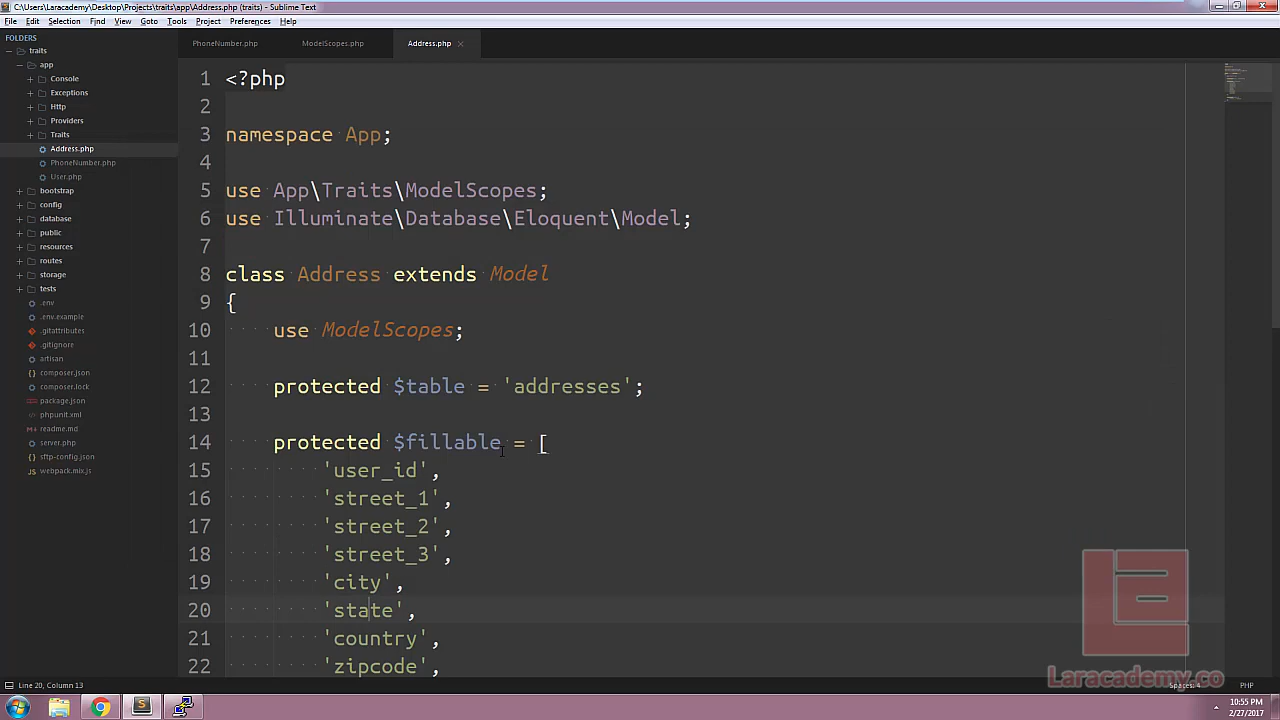 C:\Users\Laracademy\Desktop\Projects\traits\app\Address.php (traits) - Sublime Text
File Edit Selection Find View Goto Tools Project Preferences Help
FOLDERS
traits
app
Console
Exceptions
Http
Providers
Traits
Address.php
PhoneNumber.php
User.php
bootstrap
config
database
public
resources
routes
storage
tests
.env
.env.example
.gitattributes
.gitignore
artisan
composer.json
composer.lock
package.json
phpunit.xml
readme.md
server.php
sftp-config.json
webpack.mix.js
PhoneNumber.php ModelScopes.php Address.php
1 <?php
2
3 namespace App;
4
5 use App\Traits\ModelScopes;
6 use Illuminate\Database\Eloquent\Model;
7
8 class Address extends Model
9 {
10 use ModelScopes;
11
12 protected $table = 'addresses';
13
14 protected $fillable = [
15 'user_id',
16 'street_1',
17 'street_2',
18 'street_3',
19 'city',
20 'state',
21 'country',
22 'zipcode',
Laracademy.co
Line 20, Column 13 Spaces: 4 PHP
10:55 PM
2/27/2017